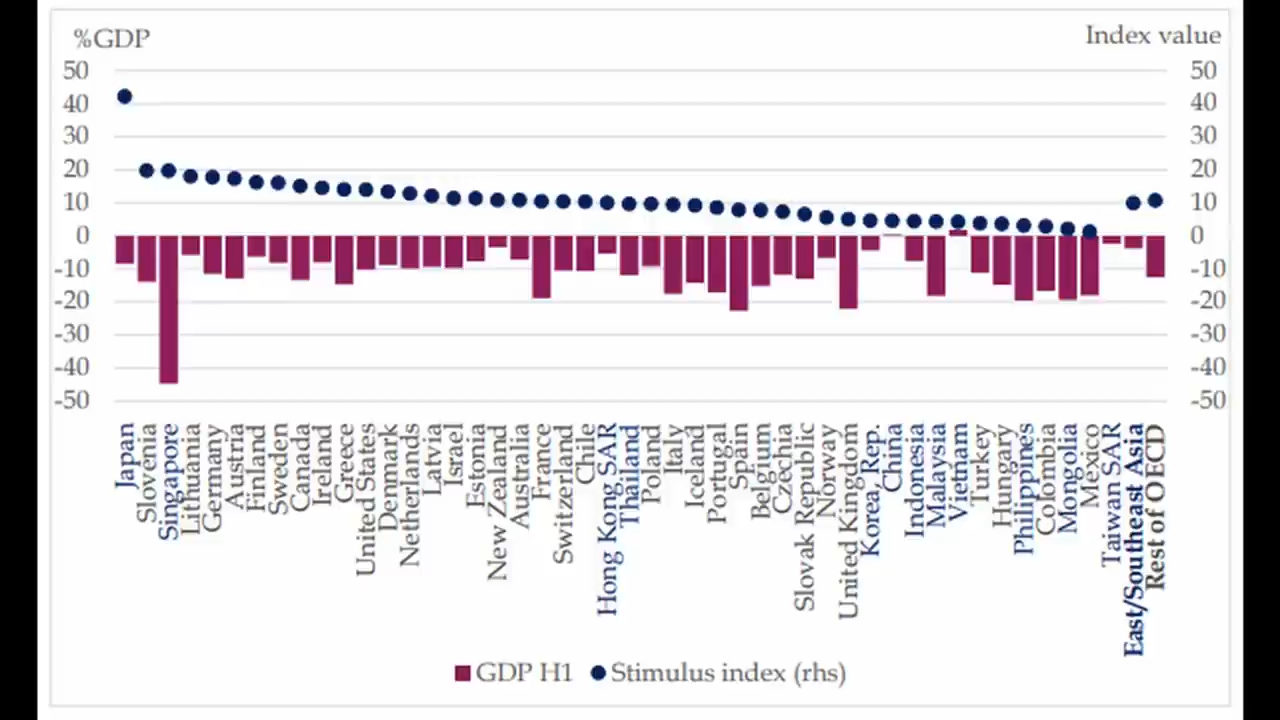 %GDP
Index value
50
40
30
20
10
0
-10
-20
-30
-40
-50
50
40
30
20
10
0
-10
-20
-30
-40
-50
Japan
Slovenia
Singapore
Lithuania
Germany
Austria
Finland
Sweden
Canada
Ireland
Greece
United States
Denmark
Netherlands
Latvia
Israel
Estonia
New Zealand
Australia
France
Switzerland
Chile
Hong Kong SAR
Thailand
Poland
Italy
Iceland
Portugal
Spain
Belgium
Czechia
Slovak Republic
Norway
United Kingdom
Korea, Rep.
China
Indonesia
Malaysia
Vietnam
Turkey
Hungary
Philippines
Colombia
Mongolia
Mexico
Taiwan SAR
East/Southeast Asia
Rest of OECD
GDP H1
Stimulus index (rhs)